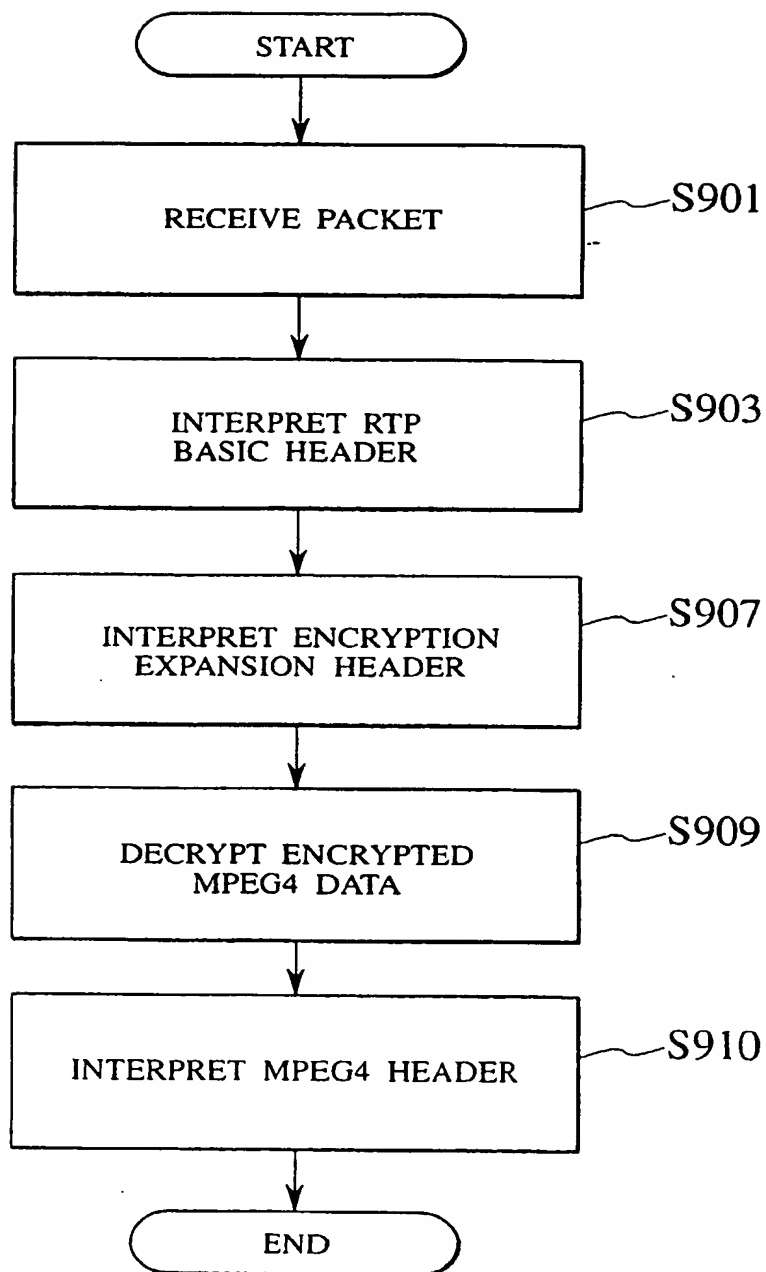 START
RECEIVE PACKET
S901
INTERPRET RTP
BASIC HEADER
S903
INTERPRET ENCRYPTION
EXPANSION HEADER
S907
DECRYPT ENCRYPTED
MPEG4 DATA
S909
INTERPRET MPEG4 HEADER
S910
END